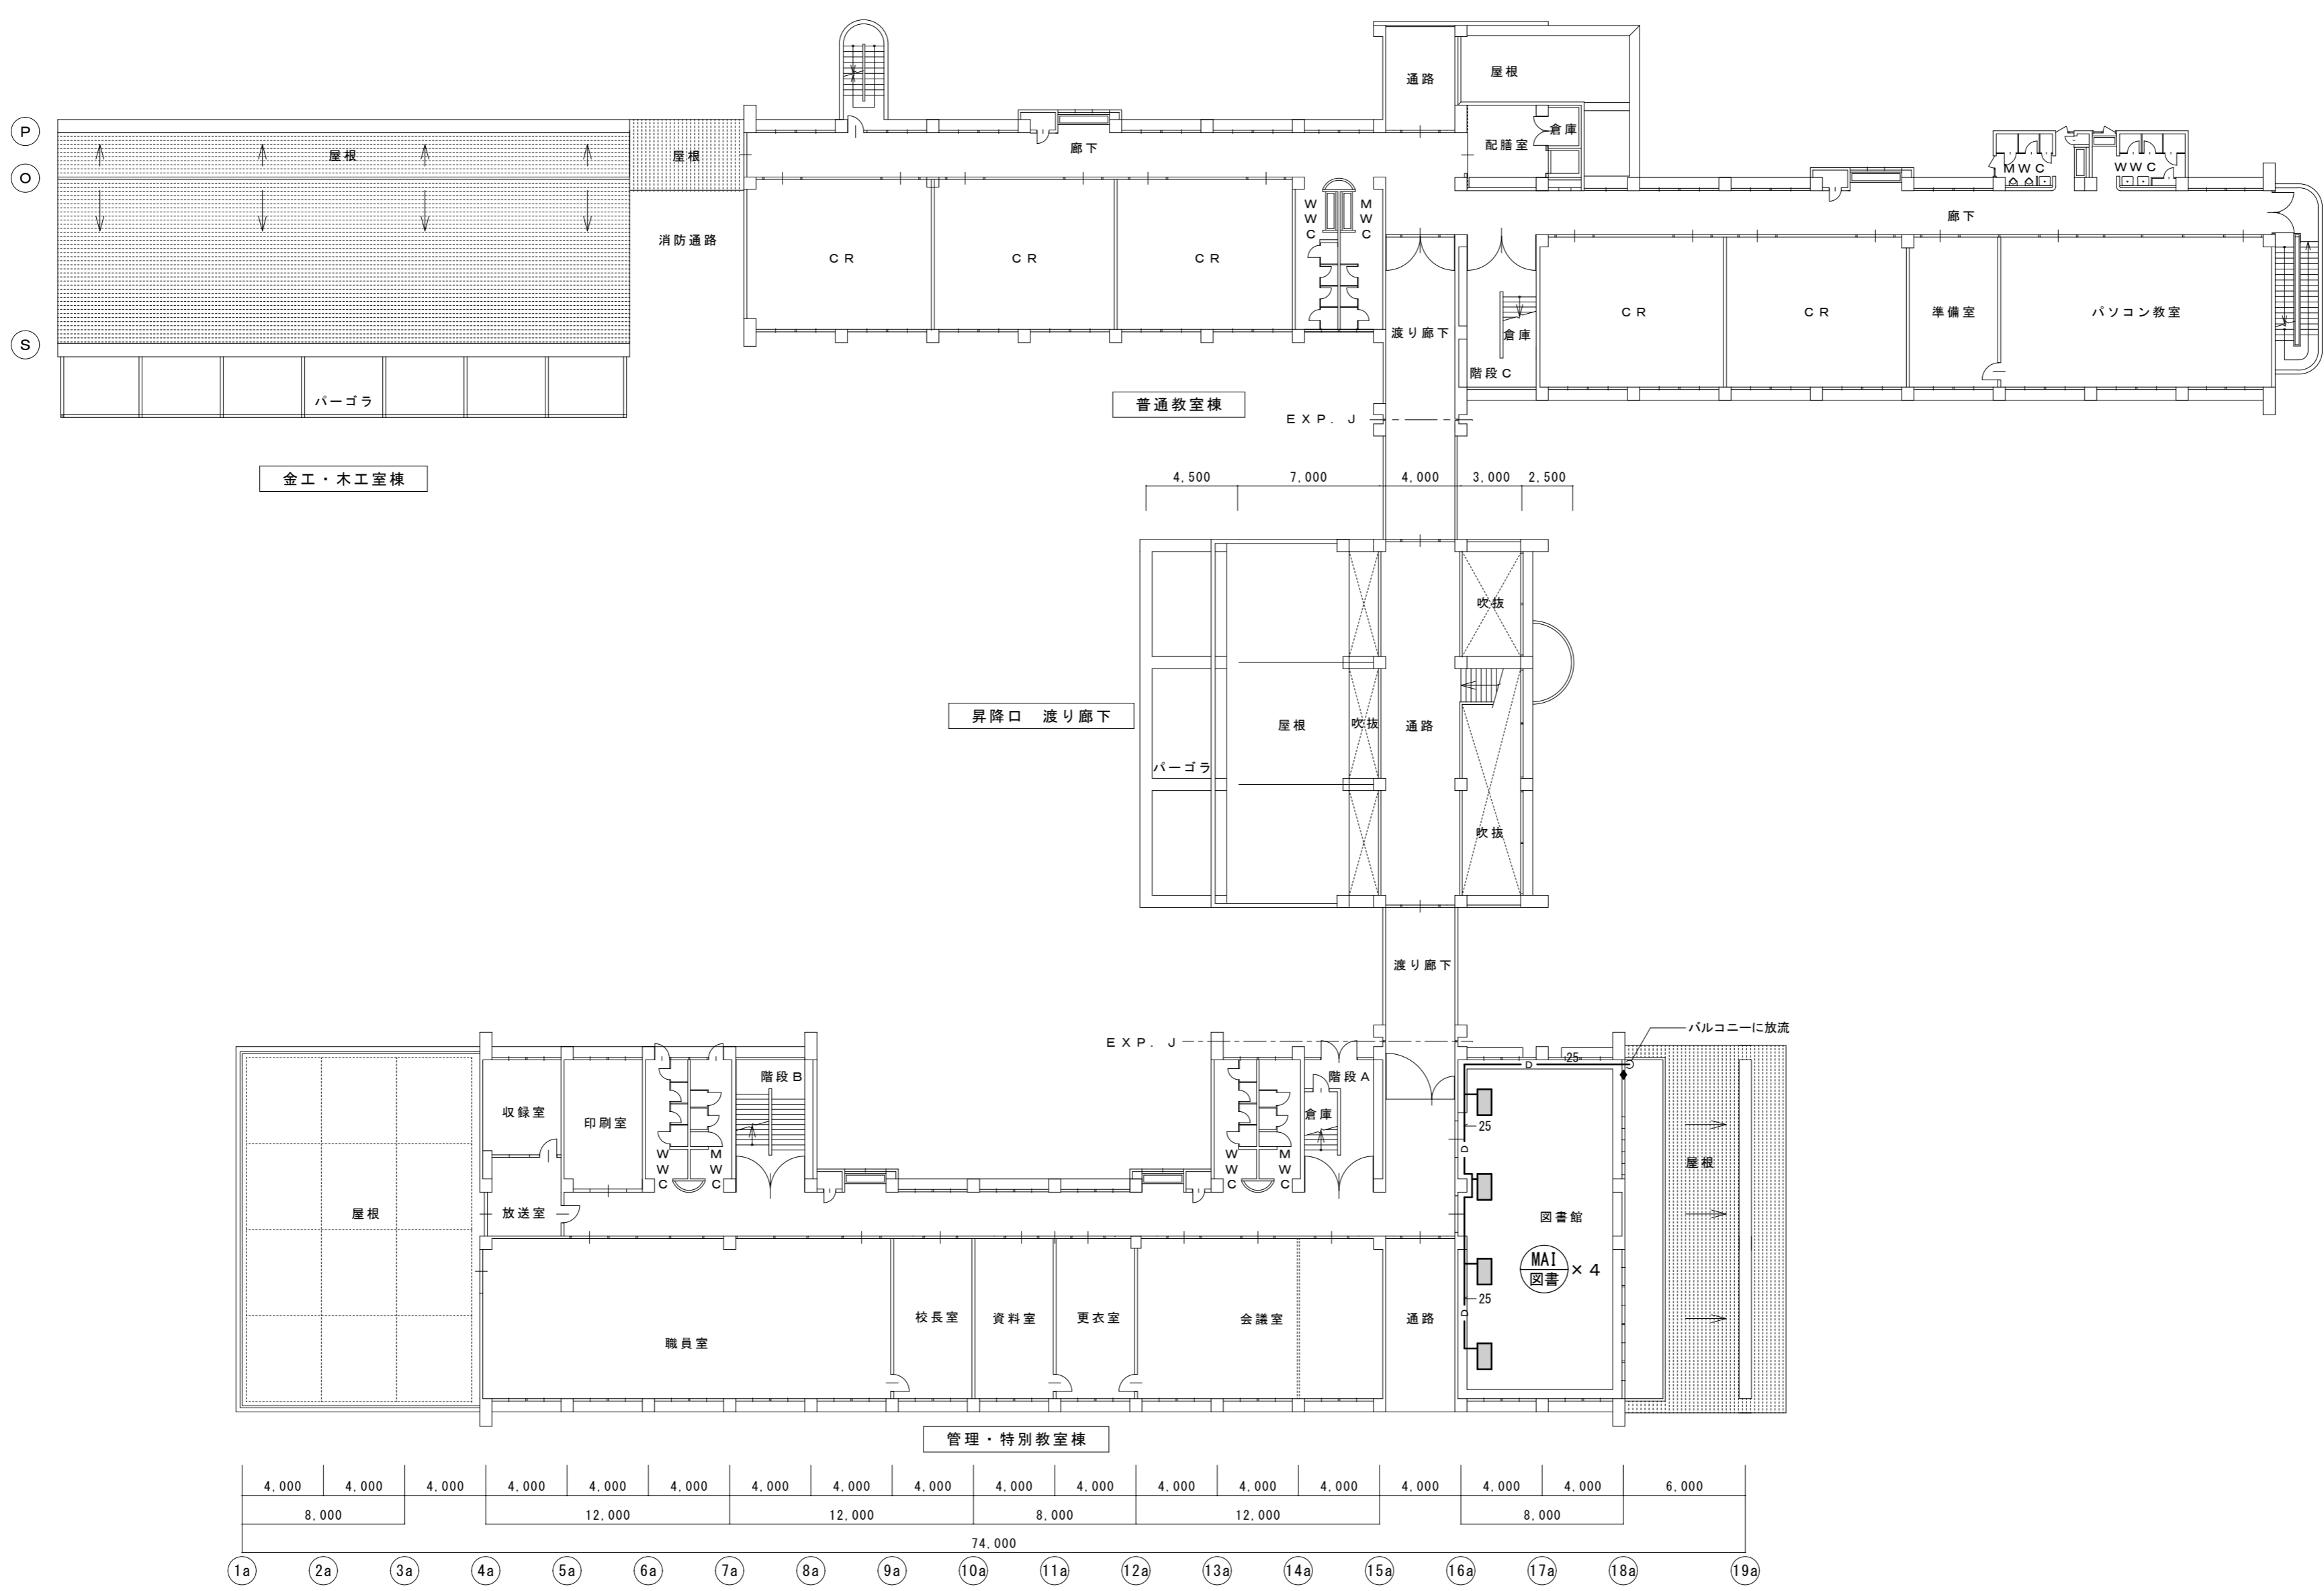 通路
屋根
P
屋根
屋根
廊下
配膳室
倉庫
MWC
WWC
O
消防通路
CR
CR
CR
WWC
MWC
廊下
S
渡り廊下
倉庫
階段C
CR
CR
準備室
パソコン教室
パーゴラ
普通教室棟
EXP. J
金工・木工室棟
4,500 7,000 4,000 3,000 2,500
吹抜
昇降口 渡り廊下
屋根
吹抜
通路
パーゴラ
吹抜
渡り廊下
バルコニーに放流
EXP. J
25
D
階段B
階段A
収録室
印刷室
倉庫
25
D
WWC
MWC
WWC
MWC
屋根
屋根
放送室
図書館
MAI
図書
×4
25
D
職員室
校長室
資料室
更衣室
会議室
通路
管理・特別教室棟
4,000 4,000 4,000 4,000 4,000 4,000 4,000 4,000 4,000 4,000 4,000 4,000 4,000 4,000 4,000 4,000 4,000 6,000
8,000 12,000 12,000 8,000 12,000 8,000
74,000
1a 2a 3a 4a 5a 6a 7a 8a 9a 10a 11a 12a 13a 14a 15a 16a 17a 18a 19a